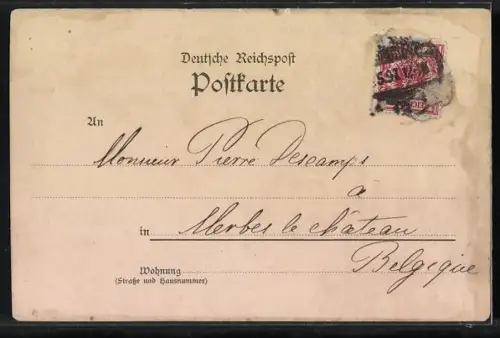 Deutsche Reichspost
Postkarte
An
Monsieur Pierre Descamps
à
in Merbes le château
Belgique
Wohnung
(Straße und Hausnummer)